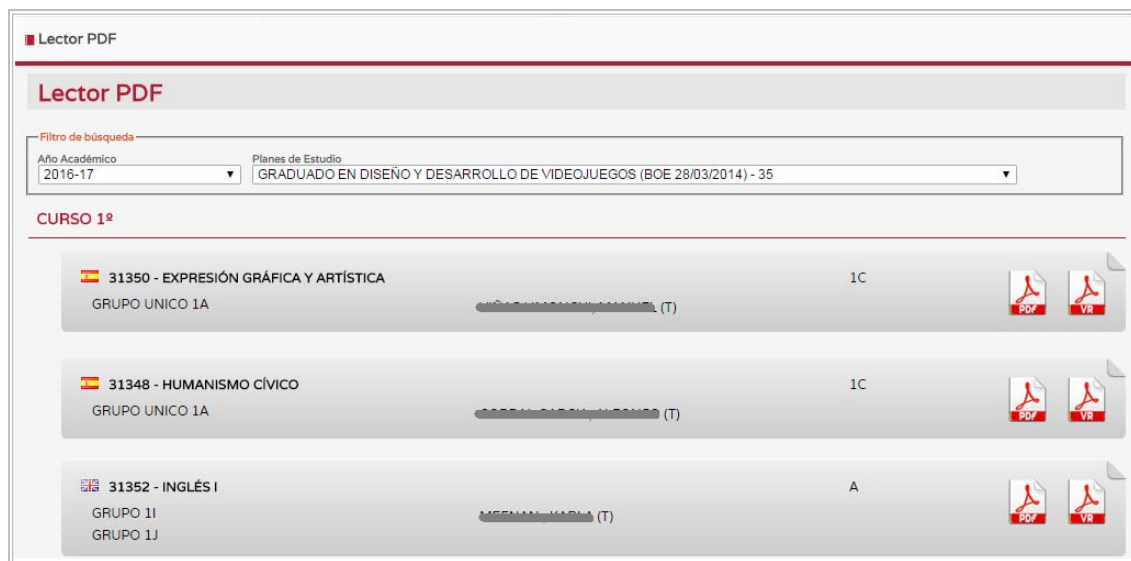 Lector PDF
Lector PDF
Filtro de búsqueda
Año Académico Planes de Estudio
2016-17 GRADUADO EN DISEÑO Y DESARROLLO DE VIDEOJUEGOS (BOE 28/03/2014) - 35
CURSO 1º
31350 - EXPRESIÓN GRÁFICA Y ARTÍSTICA 1C
GRUPO UNICO 1A (T)
PDF VR
31348 - HUMANISMO CÍVICO 1C
GRUPO UNICO 1A (T)
PDF VR
31352 - INGLÉS I A
GRUPO 1I (T)
GRUPO 1J
PDF VR